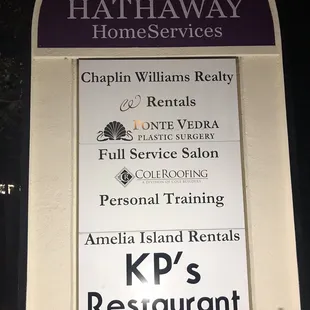 HATHAWAY
HomeServices
Chaplin Williams Realty
Rentals
PONTE VEDRA
PLASTIC SURGERY
Full Service Salon
COLEROOFING
Personal Training
Amelia Island Rentals
KP's
Restaurant